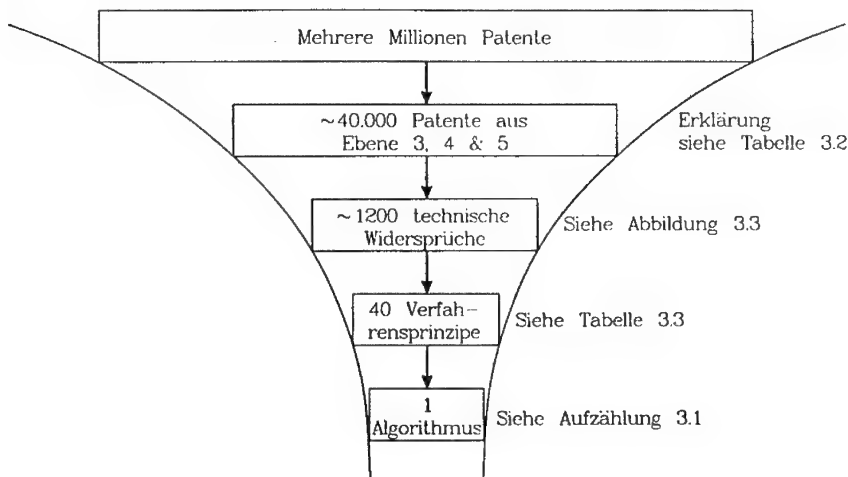 Mehrere Millionen Patente
~40.000 Patente aus
Ebene 3, 4 & 5
Erklärung
siehe Tabelle 3.2
~1200 technische
Widersprüche
Siehe Abbildung 3.3
40 Verfah-
rensprinzipe
Siehe Tabelle 3.3
1
Algorithmus
Siehe Aufzählung 3.1